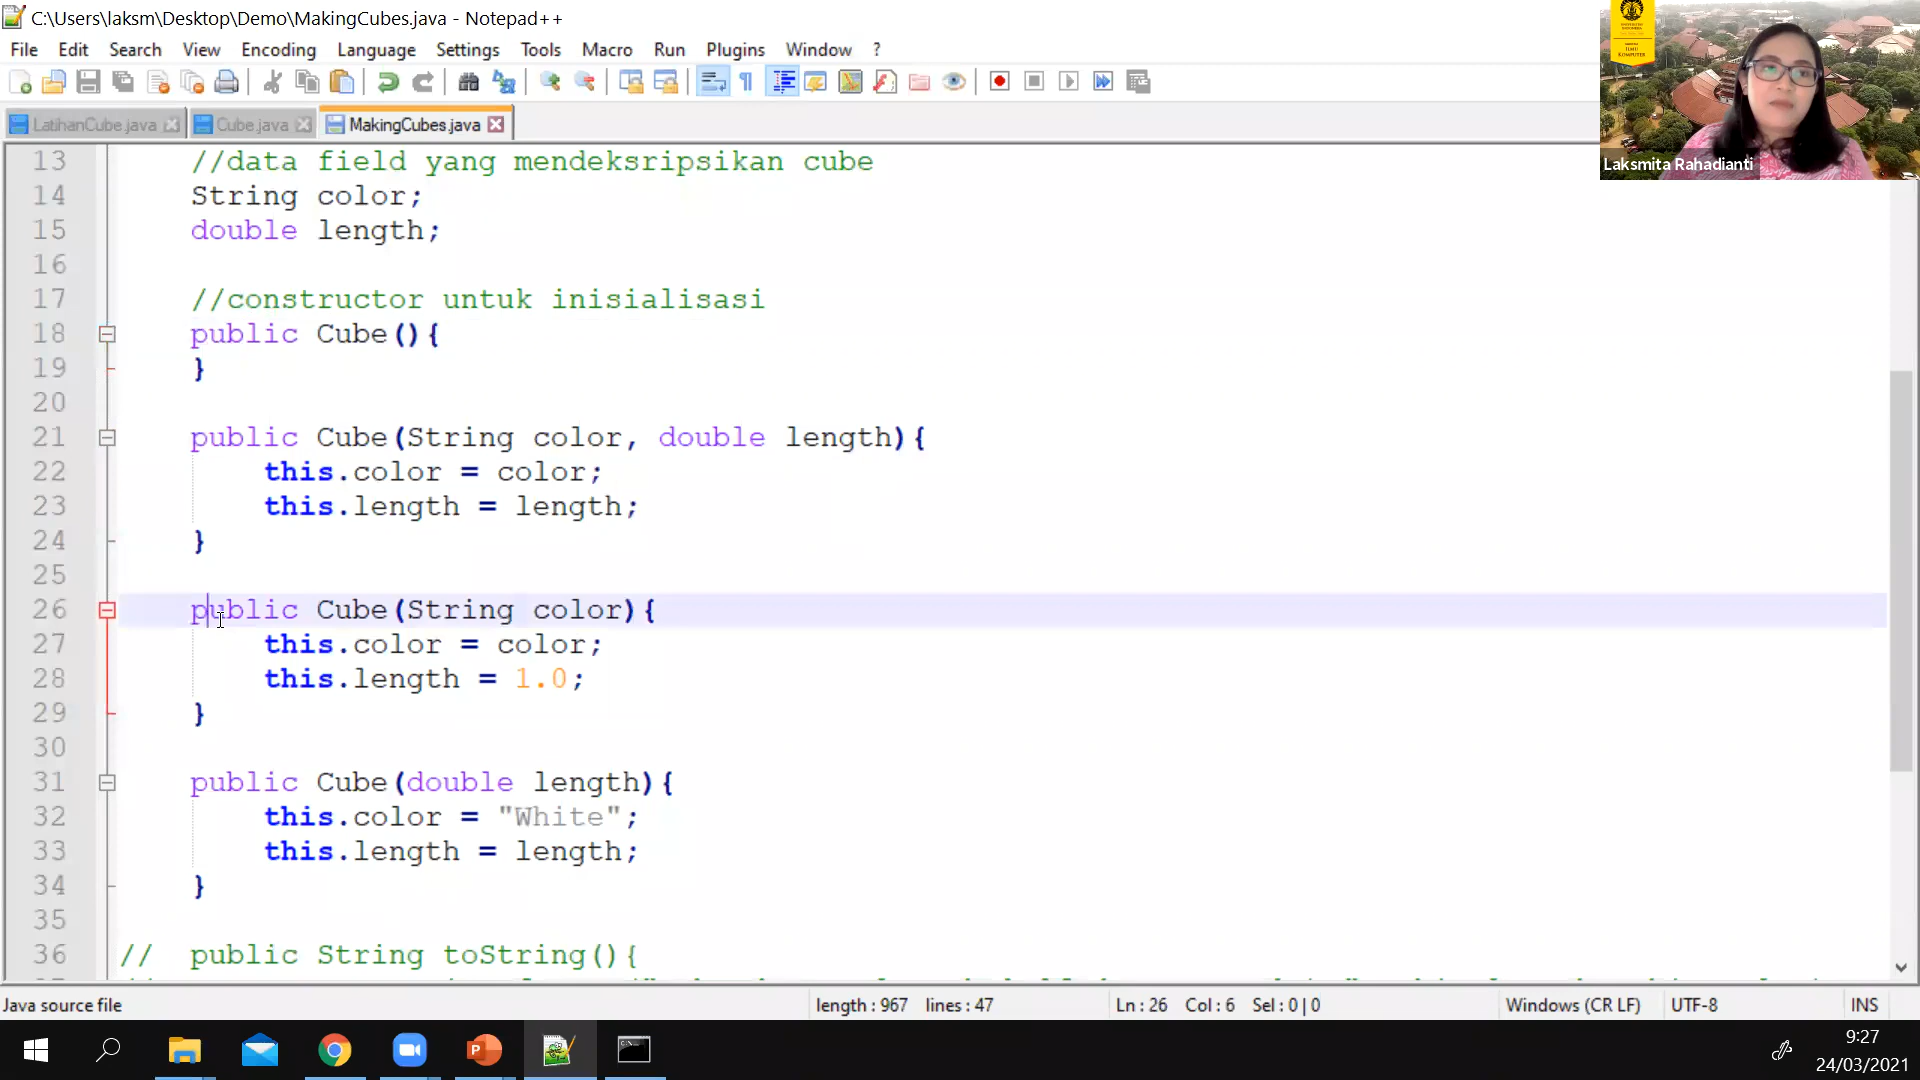 C:\Users\laksm\Desktop\Demo\MakingCubes.java - Notepad++
File Edit Search View Encoding Language Settings Tools Macro Run Plugins Window ?
LatihanCube.java Cube.java MakingCubes.java
13 //data field yang mendeksripsikan cube
14 String color;
15 double length;
16
17 //constructor untuk inisialisasi
18 public Cube(){
19 }
20
21 public Cube(String color, double length){
22 this.color = color;
23 this.length = length;
24 }
25
26 public Cube(String color){
27 this.color = color;
28 this.length = 1.0;
29 }
30
31 public Cube(double length){
32 this.color = "White";
33 this.length = length;
34 }
35
36 // public String toString(){
Java source file length : 967 lines : 47 Ln : 26 Col : 6 Sel : 0 | 0 Windows (CR LF) UTF-8 INS
9:27
24/03/2021
ILMU
KOMPUTER
Laksmita Rahadianti